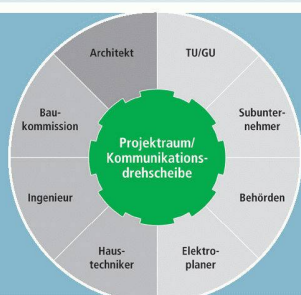 Architekt
TU/GU
Bau-
kommission
Subunter-
nehmer
Projektraum/
Kommunikations-
drehscheibe
Ingenieur
Behörden
Haus-
techniker
Elektro-
planer